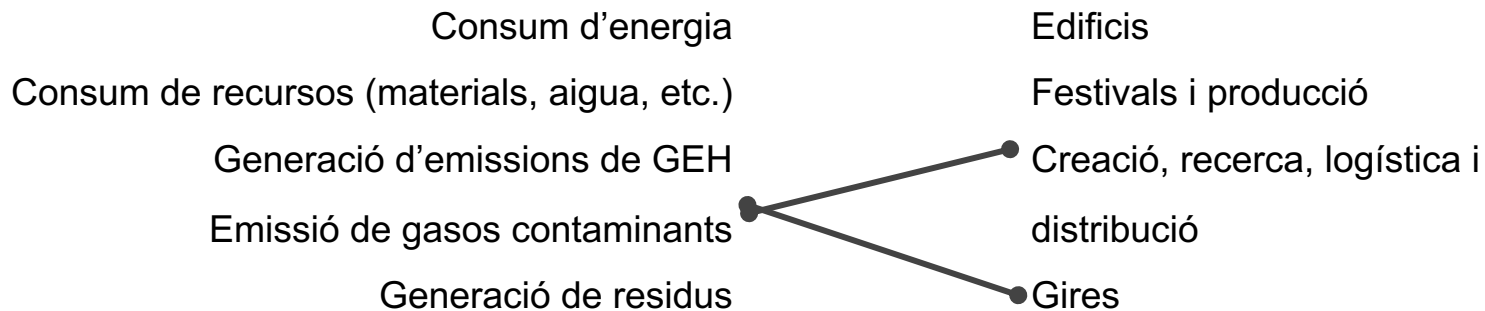 Consum d’energia
Consum de recursos (materials, aigua, etc.)
Generació d’emissions de GEH
Emissió de gasos contaminants
Generació de residus
Edificis
Festivals i producció
Creació, recerca, logística i
distribució
Gires